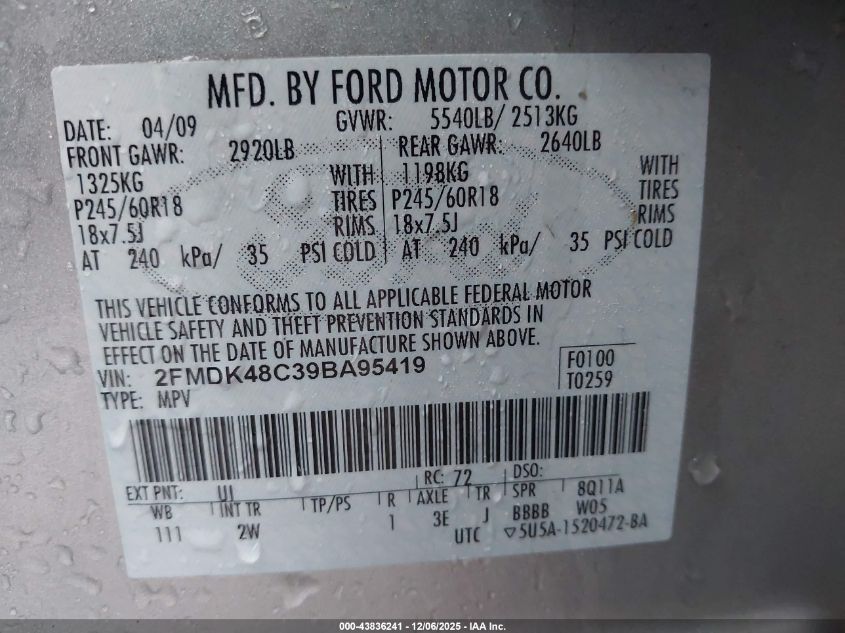 MFD. BY FORD MOTOR CO.
DATE: 04/09 GVWR: 5540LB/ 2513KG
FRONT GAWR: 2920LB REAR GAWR: 2640LB
1325KG WITH 1198KG WITH
P245/60R18 TIRES P245/60R18 TIRES
18x7.5J RIMS 18x7.5J RIMS
AT 240 kPa/ 35 PSI COLD AT 240 kPa/ 35 PSI COLD
THIS VEHICLE CONFORMS TO ALL APPLICABLE FEDERAL MOTOR
VEHICLE SAFETY AND THEFT PREVENTION STANDARDS IN
EFFECT ON THE DATE OF MANUFACTURE SHOWN ABOVE.
VIN: 2FMDK48C39BA95419 F0100
TYPE: MPV T0259
EXT PNT: UI RC: 72 DSO:
WB INT TR TP/PS R AXLE TR SPR 8Q11A
111 2W 1 3E J BBBB W05
UTC ▽5U5A-1520472-BA
000-43836241 - 12/06/2025 - IAA Inc.